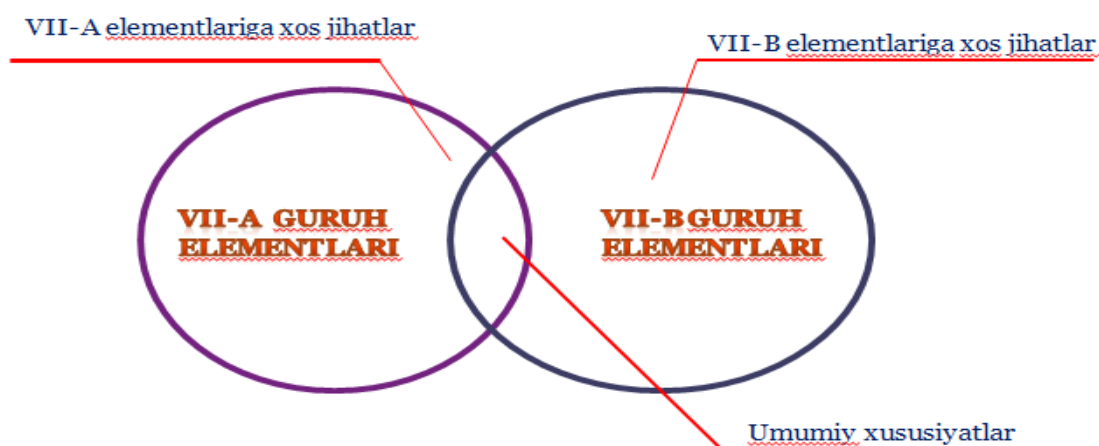 VII-A elementlariga xos jihatlar
VII-B elementlariga xos jihatlar
VII-A GURUH
ELEMENTLARI
VII-B GURUH
ELEMENTLARI
Umumiy xususiyatlar